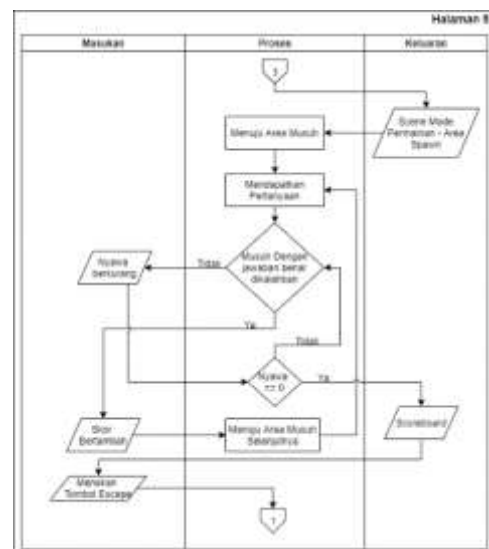 Halaman 5
Masukan
Proses
Keluaran
3
Scene Mode
Permainan - Area
Spawn
Menuju Area Musuh
Mendapatkan
Pertanyaan
Musuh Dengan
jawaban benar
dikalahkan
Tidak
Nyawa
berkurang
Ya
Tidak
Nyawa
== 0
Ya
Skor
Bertambah
Menuju Area Musuh
Selanjutnya
Scoreboard
Menekan
Tombol Escape
1